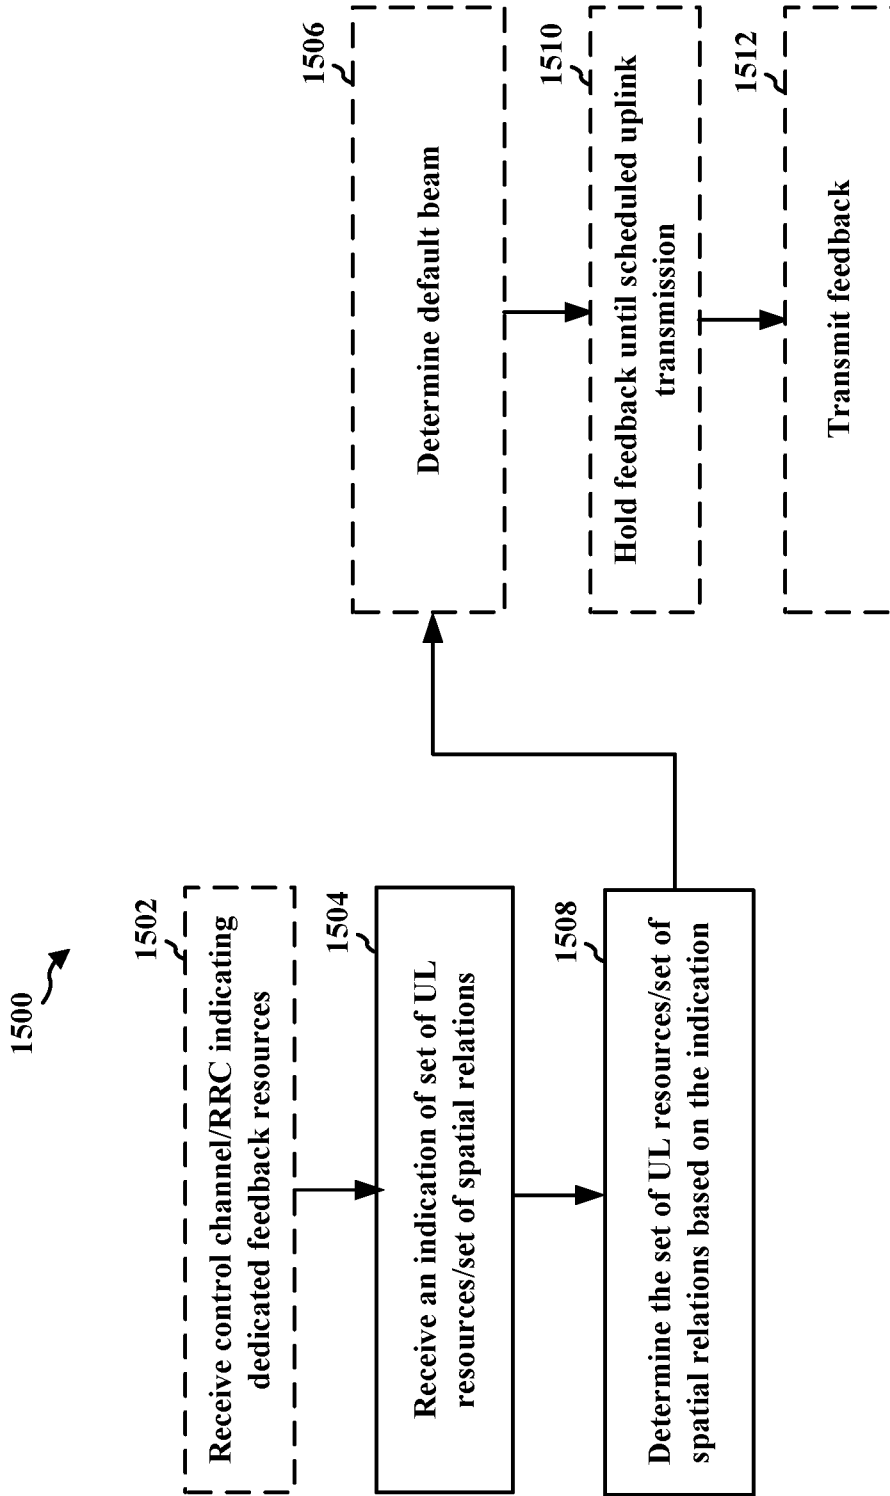 1500
1502
Receive control channel/RRC indicating
dedicated feedback resources
1504
Receive an indication of set of UL
resources/set of spatial relations
1508
Determine the set of UL resources/set of
spatial relations based on the indication
1506
Determine default beam
1510
Hold feedback until scheduled uplink
transmission
1512
Transmit feedback